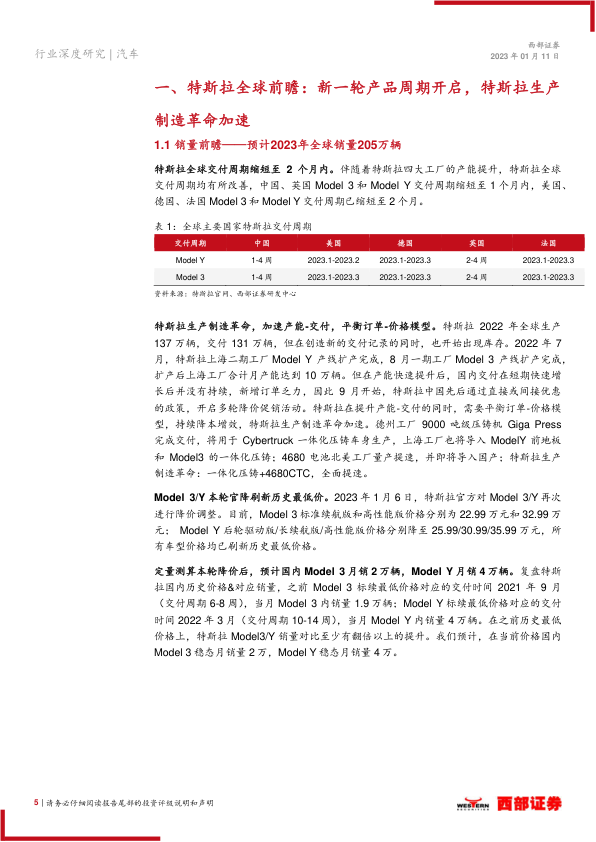 行业深度研究 | 汽车
西部证券
2023 年 01 月 11 日
一、特斯拉全球前瞻：新一轮产品周期开启，特斯拉生产
制造革命加速
1.1 销量前瞻——预计2023年全球销量205万辆
特斯拉全球交付周期缩短至 2 个月内。伴随着特斯拉四大工厂的产能提升，特斯拉全球
交付周期均有所改善，中国、英国 Model 3 和 Model Y 交付周期缩短至 1 个月内，美国、
德国、法国 Model 3 和 Model Y 交付周期已缩短至 2 个月。
表 1：全球主要国家特斯拉交付周期
交付周期 中国 美国 德国 英国 法国
Model Y 1-4 周 2023.1-2023.2 2023.1-2023.3 2-4 周 2023.1-2023.3
Model 3 1-4 周 2023.1-2023.3 2023.1-2023.3 2-4 周 2023.1-2023.3
资料来源：特斯拉官网、西部证券研发中心
特斯拉生产制造革命，加速产能-交付，平衡订单-价格模型。特斯拉 2022 年全球生产
137 万辆，交付 131 万辆，但在创造新的交付记录的同时，也开始出现库存。2022 年 7
月，特斯拉上海二期工厂 Model Y 产线扩产完成，8 月一期工厂 Model 3 产线扩产完成，
扩产后上海工厂合计月产能达到 10 万辆。但在产能快速提升后，国内交付在短期快速增
长后并没有持续，新增订单乏力，因此 9 月开始，特斯拉中国先后通过直接或间接优惠
的政策，开启多轮降价促销活动。特斯拉在提升产能-交付的同时，需要平衡订单-价格模
型，持续降本增效，特斯拉生产制造革命加速。德州工厂 9000 吨级压铸机 Giga Press
完成交付，将用于 Cybertruck 一体化压铸车身生产，上海工厂也将导入 ModelY 前地板
和 Model3 的一体化压铸；4680 电池北美工厂量产提速，并即将导入国产；特斯拉生产
制造革命：一体化压铸+4680CTC，全面提速。
Model 3/Y 本轮官降刷新历史最低价。2023 年 1 月 6 日，特斯拉官方对 Model 3/Y 再次
进行降价调整。目前，Model 3 标准续航版和高性能版价格分别为 22.99 万元和 32.99 万
元； Model Y 后轮驱动版/长续航版/高性能版价格分别降至 25.99/30.99/35.99 万元，所
有车型价格均已刷新历史最低价格。
定量测算本轮降价后，预计国内 Model 3 月销 2 万辆，Model Y 月销 4 万辆。复盘特斯
拉国内历史价格&对应销量，之前 Model 3 标续最低价格对应的交付时间 2021 年 9 月
（交付周期 6-8 周），当月 Model 3 内销量 1.9 万辆；Model Y 标续最低价格对应的交付
时间 2022 年 3 月（交付周期 10-14 周），当月 Model Y 内销量 4 万辆。在之前历史最低
价格上，特斯拉 Model3/Y 销量对比至少有翻倍以上的提升。我们预计，在当前价格国内
Model 3 稳态月销量 2 万，Model Y 稳态月销量 4 万。
5 | 请务必仔细阅读报告尾部的投资评级说明和声明
WESTERN
SECURITIES
西部证券